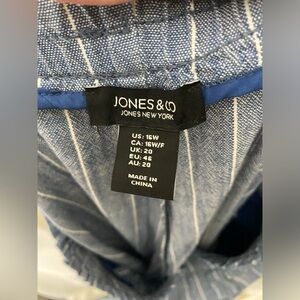 JONES & CO
JONES NEW YORK
US: 16W
CA: 16W/F
UK: 20
EU: 46
AU: 20
MADE IN
CHINA